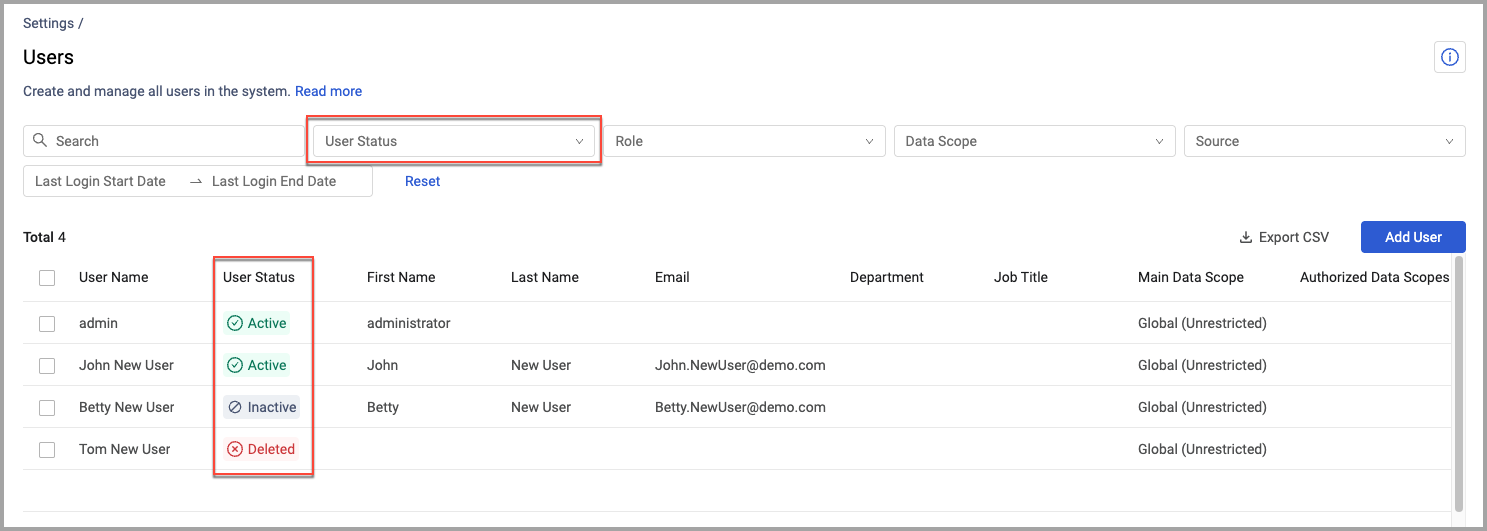 Settings /
Users
Create and manage all users in the system. Read more
Search User Status Role Data Scope Source
Last Login Start Date → Last Login End Date Reset
Total 4 Export CSV Add User
User Name User Status First Name Last Name Email Department Job Title Main Data Scope Authorized Data Scopes
admin Active administrator Global (Unrestricted)
John New User Active John New User John.NewUser@demo.com Global (Unrestricted)
Betty New User Inactive Betty New User Betty.NewUser@demo.com Global (Unrestricted)
Tom New User Deleted Global (Unrestricted)